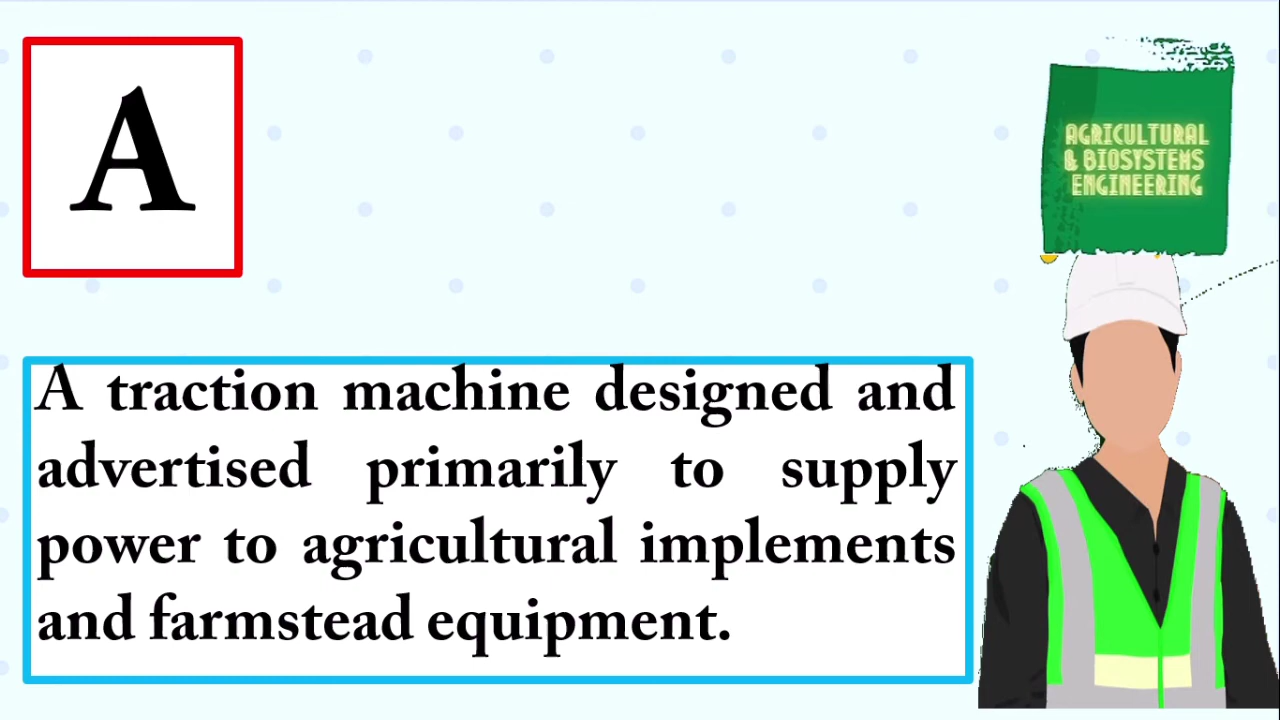 A
AGRICULTURAL
& BIOSYSTEMS
ENGINEERING
A traction machine designed and
advertised primarily to supply
power to agricultural implements
and farmstead equipment.